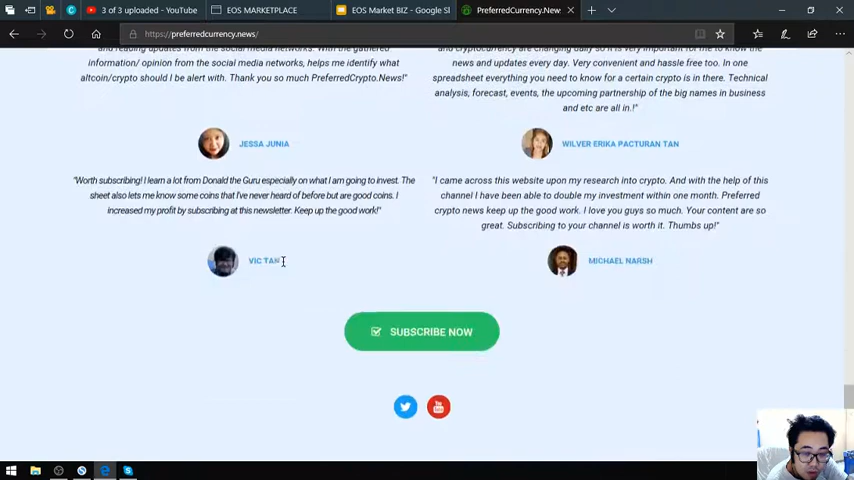 3 of 3 uploaded - YouTube
EOS MARKETPLACE
EOS Market BIZ - Google Sl
PreferredCurrency.New
https://preferredcurrency.news/
and reading updates from the social media networks. With the gathered
information/ opinion from the social media networks, helps me identify what
altcoin/crypto should I be alert with. Thank you so much PreferredCrypto.News!"
and cryptocurrency are changing daily so it is very important for me to know the
news and updates every day. Very convenient and hassle free too. In one
spreadsheet everything you need to know for a certain crypto is in there. Technical
analysis, forecast, events, the upcoming partnership of the big names in business
and etc are all in.!"
JESSA JUNIA
WILVER ERIKA PACTURAN TAN
"Worth subscribing! I learn a lot from Donald the Guru especially on what I am going to invest. The
sheet also lets me know some coins that I've never heard of before but are good coins. I
increased my profit by subscribing at this newsletter. Keep up the good work!"
"I came across this website upon my research into crypto. And with the help of this
channel I have been able to double my investment within one month. Preferred
crypto news keep up the good work. I love you guys so much. Your content are so
great. Subscribing to your channel is worth it. Thumbs up!"
VIC TAN
MICHAEL NARSH
SUBSCRIBE NOW
You
Tube